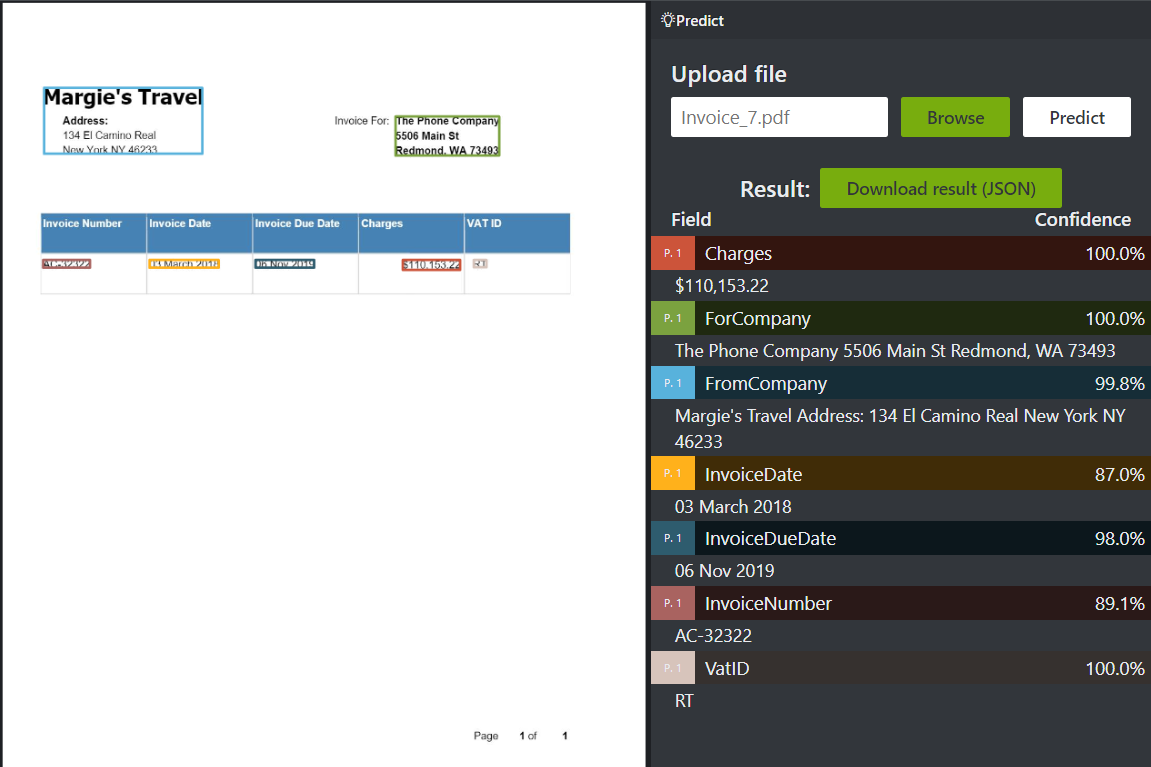 Margie's Travel
Address:
134 El Camino Real
New York NY 46233
Invoice For: The Phone Company
5506 Main St
Redmond, WA 73493
Invoice Number Invoice Date Invoice Due Date Charges VAT ID
AC-32322 03 March 2018 06 Nov 2019 $110,153.22 RT
Page 1 of 1
Predict
Upload file
Invoice_7.pdf Browse Predict
Result: Download result (JSON)
Field Confidence
P. 1 Charges 100.0%
$110,153.22
P. 1 ForCompany 100.0%
The Phone Company 5506 Main St Redmond, WA 73493
P. 1 FromCompany 99.8%
Margie's Travel Address: 134 El Camino Real New York NY
46233
P. 1 InvoiceDate 87.0%
03 March 2018
P. 1 InvoiceDueDate 98.0%
06 Nov 2019
P. 1 InvoiceNumber 89.1%
AC-32322
P. 1 VatID 100.0%
RT